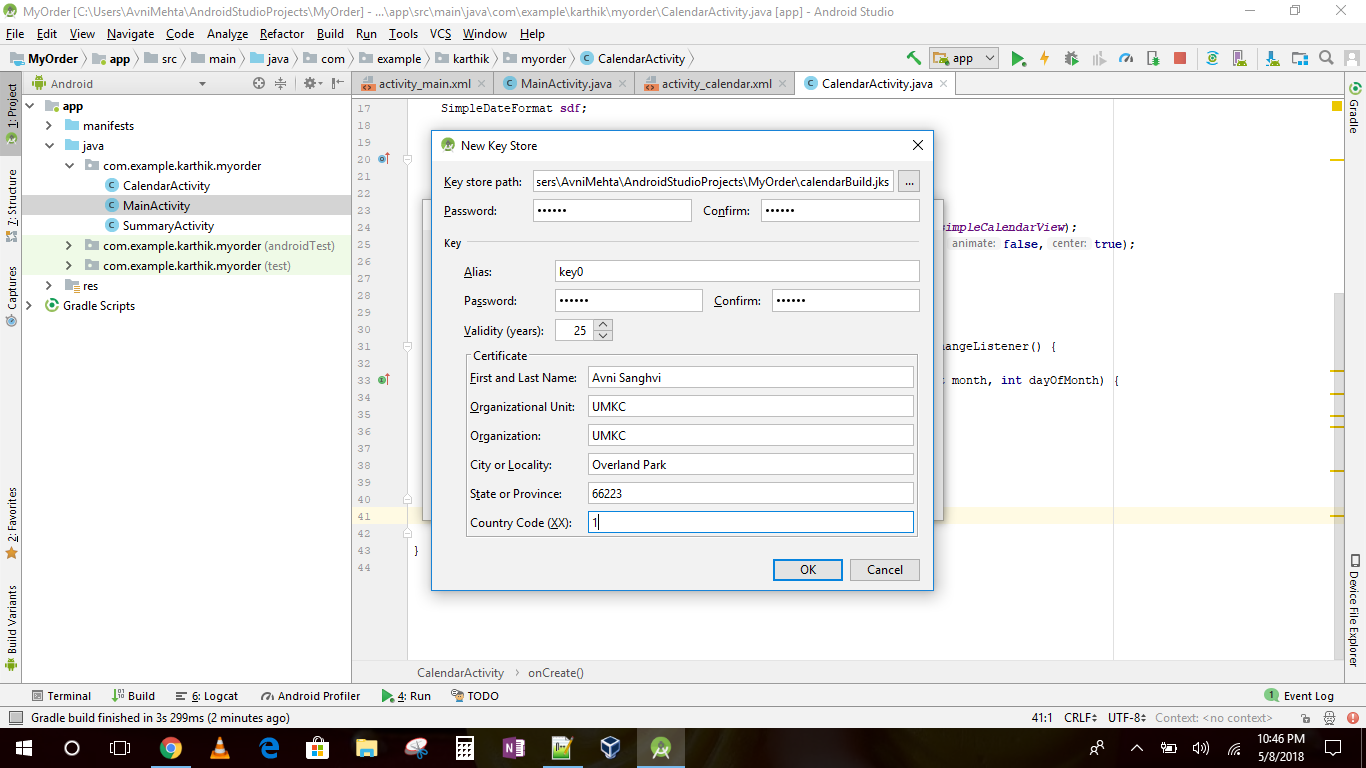 MyOrder [C:\Users\AvniMehta\AndroidStudioProjects\MyOrder] - ...\app\src\main\java\com\example\karthik\myorder\CalendarActivity.java [app] - Android Studio
File Edit View Navigate Code Analyze Refactor Build Run Tools VCS Window Help
MyOrder app src main java com example karthik myorder CalendarActivity app
Android activity_main.xml MainActivity.java activity_calendar.xml CalendarActivity.java
1: Project
7: Structure
Captures
2: Favorites
Build Variants
app
manifests
java
com.example.karthik.myorder
CalendarActivity
MainActivity
SummaryActivity
com.example.karthik.myorder (androidTest)
com.example.karthik.myorder (test)
res
Gradle Scripts
17 SimpleDateFormat sdf;
18
19
20
21
22
23
24 simpleCalendarView);
25 animate: false, center: true);
26
27
28
29
30
31 angeListener() {
32
33 month, int dayOfMonth) {
34
35
36
37
38
39
40
41
42
43 }
44
New Key Store
Key store path: sers\AvniMehta\AndroidStudioProjects\MyOrder\calendarBuild.jks ...
Password: •••••• Confirm: ••••••
Key
Alias: key0
Password: •••••• Confirm: ••••••
Validity (years): 25
Certificate
First and Last Name: Avni Sanghvi
Organizational Unit: UMKC
Organization: UMKC
City or Locality: Overland Park
State or Province: 66223
Country Code (XX): 1
OK Cancel
Gradle
Device File Explorer
CalendarActivity > onCreate()
Terminal Build 6: Logcat Android Profiler 4: Run TODO 1 Event Log
Gradle build finished in 3s 299ms (2 minutes ago) 41:1 CRLF UTF-8 Context: <no context>
10:46 PM
5/8/2018